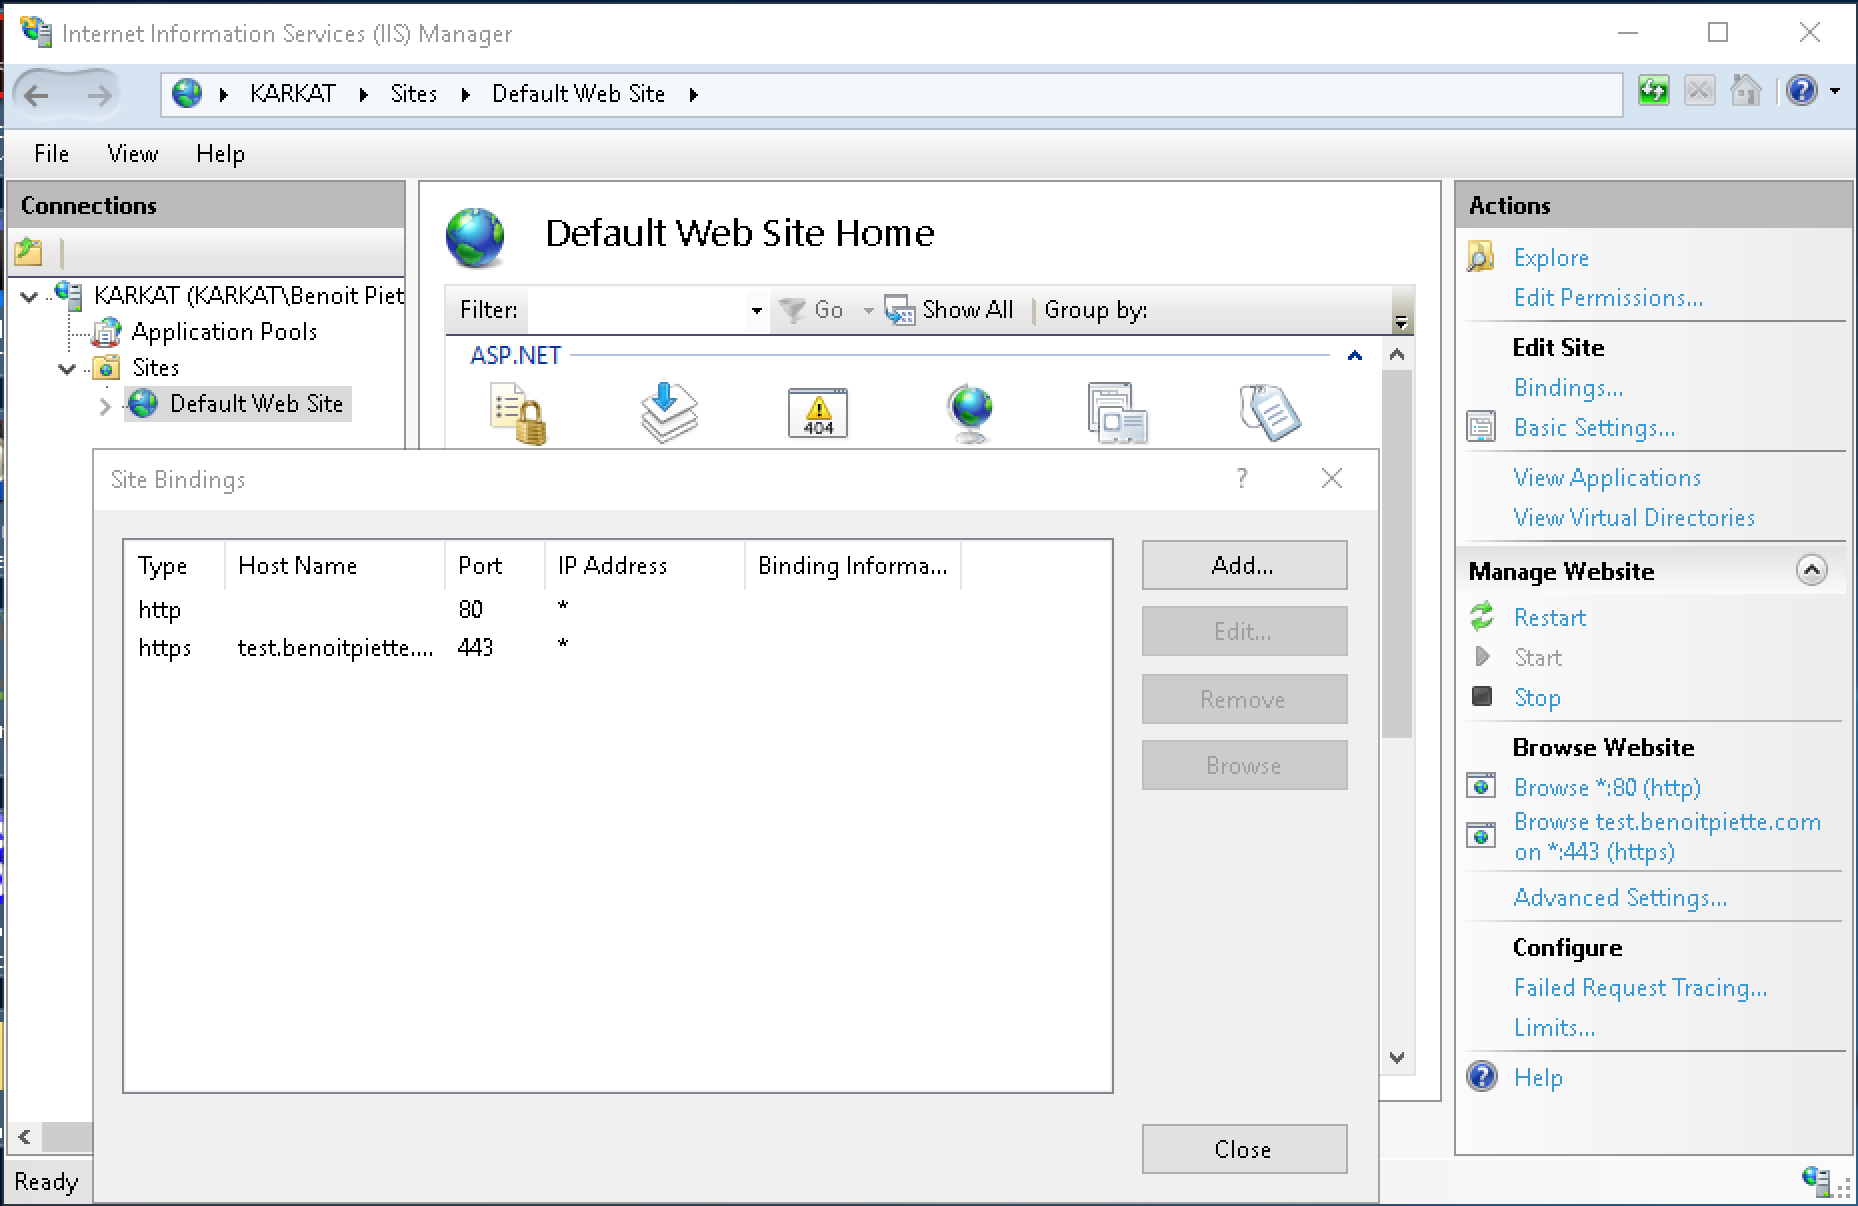 Internet Information Services (IIS) Manager
KARKAT Sites Default Web Site
File View Help
Connections
KARKAT (KARKAT\Benoit Piet
Application Pools
Sites
Default Web Site
Default Web Site Home
Filter: Go Show All Group by:
ASP.NET
404
Site Bindings
Type Host Name Port IP Address Binding Informa...
http 80 *
https test.benoitpiette.... 443 *
Add...
Edit...
Remove
Browse
Close
Actions
Explore
Edit Permissions...
Edit Site
Bindings...
Basic Settings...
View Applications
View Virtual Directories
Manage Website
Restart
Start
Stop
Browse Website
Browse *:80 (http)
Browse test.benoitpiette.com
on *:443 (https)
Advanced Settings...
Configure
Failed Request Tracing...
Limits...
Help
Ready